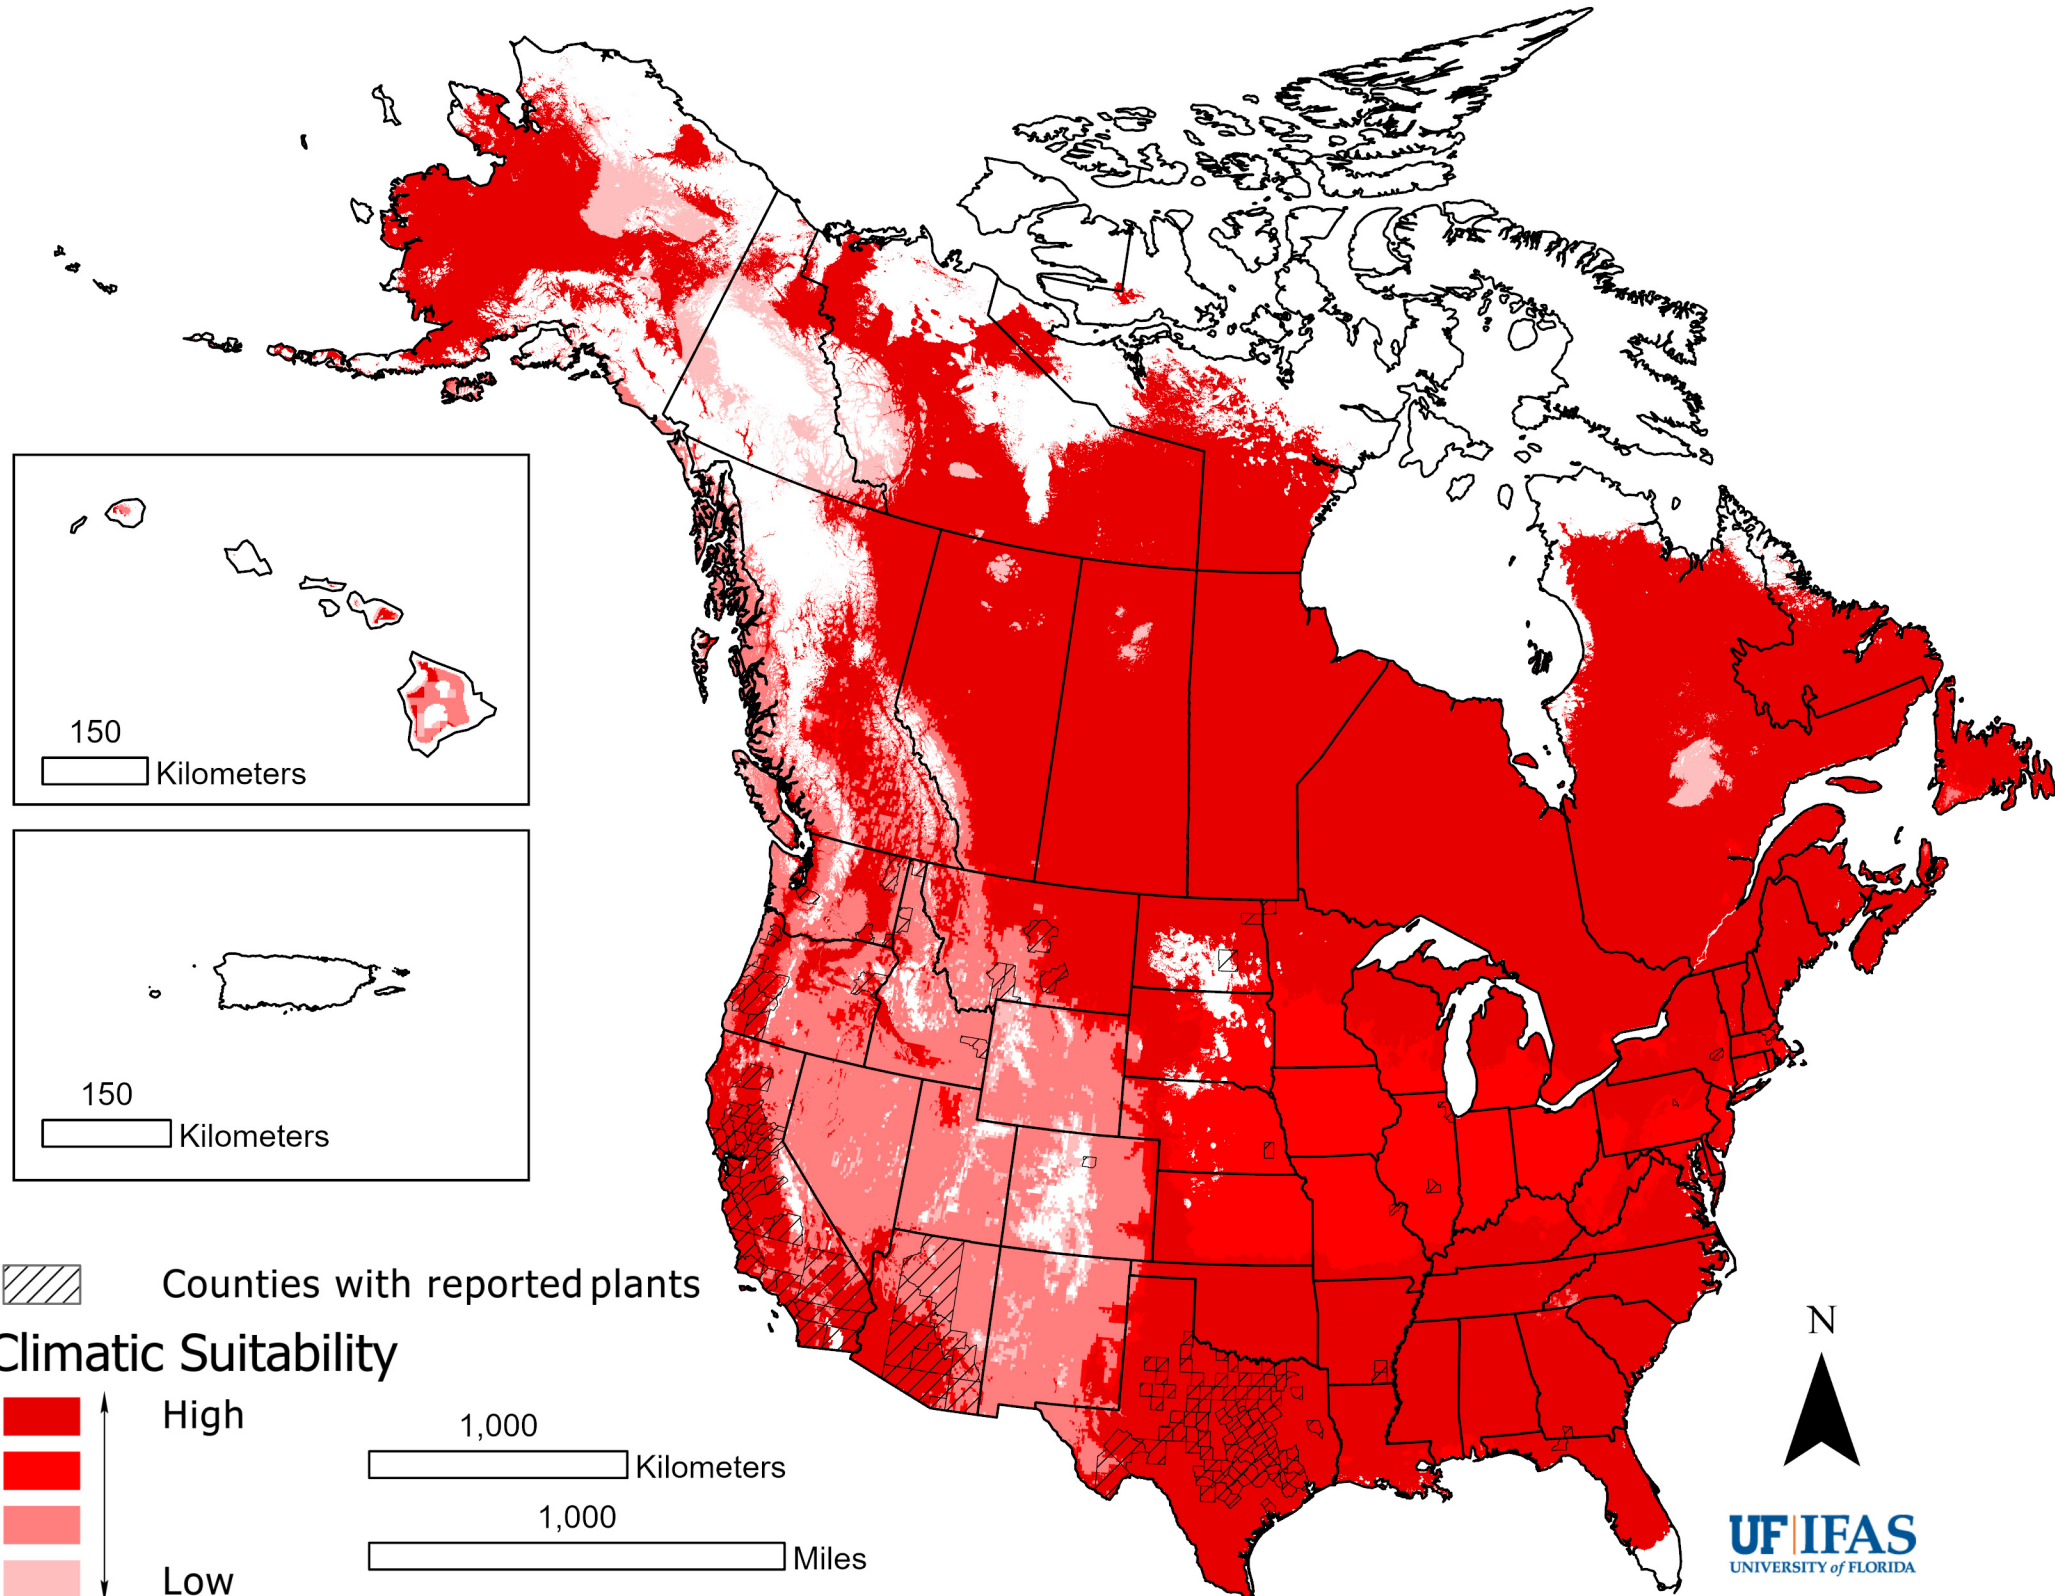 150
Kilometers
150
Kilometers
Counties with reported plants
Climatic Suitability
High
Low
1,000
Kilometers
1,000
Miles
N
UF|IFAS
UNIVERSITY of FLORIDA